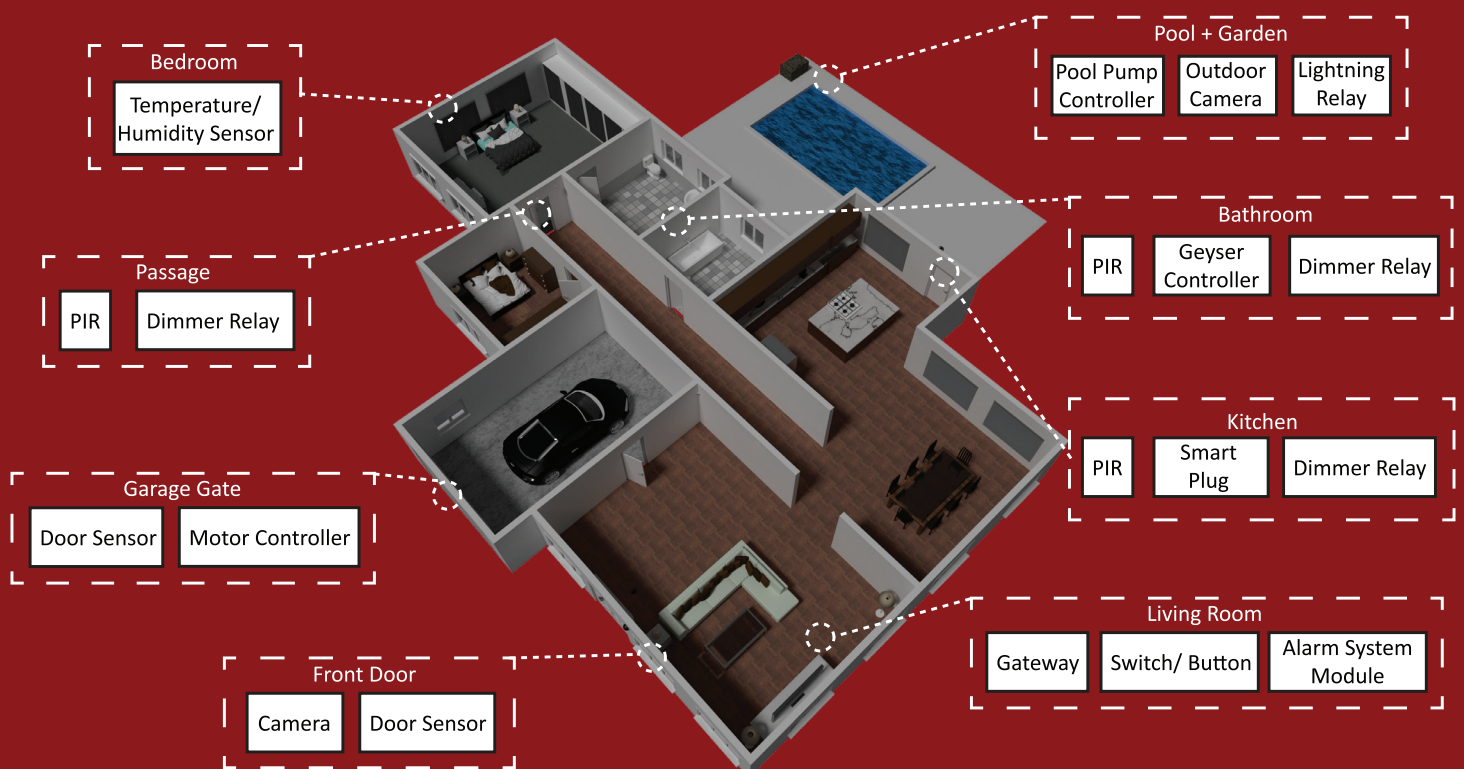 Bedroom
Temperature/
Humidity Sensor
Pool + Garden
Pool Pump
Controller
Outdoor
Camera
Lightning
Relay
Passage
PIR
Dimmer Relay
Bathroom
PIR
Geyser
Controller
Dimmer Relay
Kitchen
PIR
Smart
Plug
Dimmer Relay
Garage Gate
Door Sensor
Motor Controller
Living Room
Gateway
Switch/ Button
Alarm System
Module
Front Door
Camera
Door Sensor